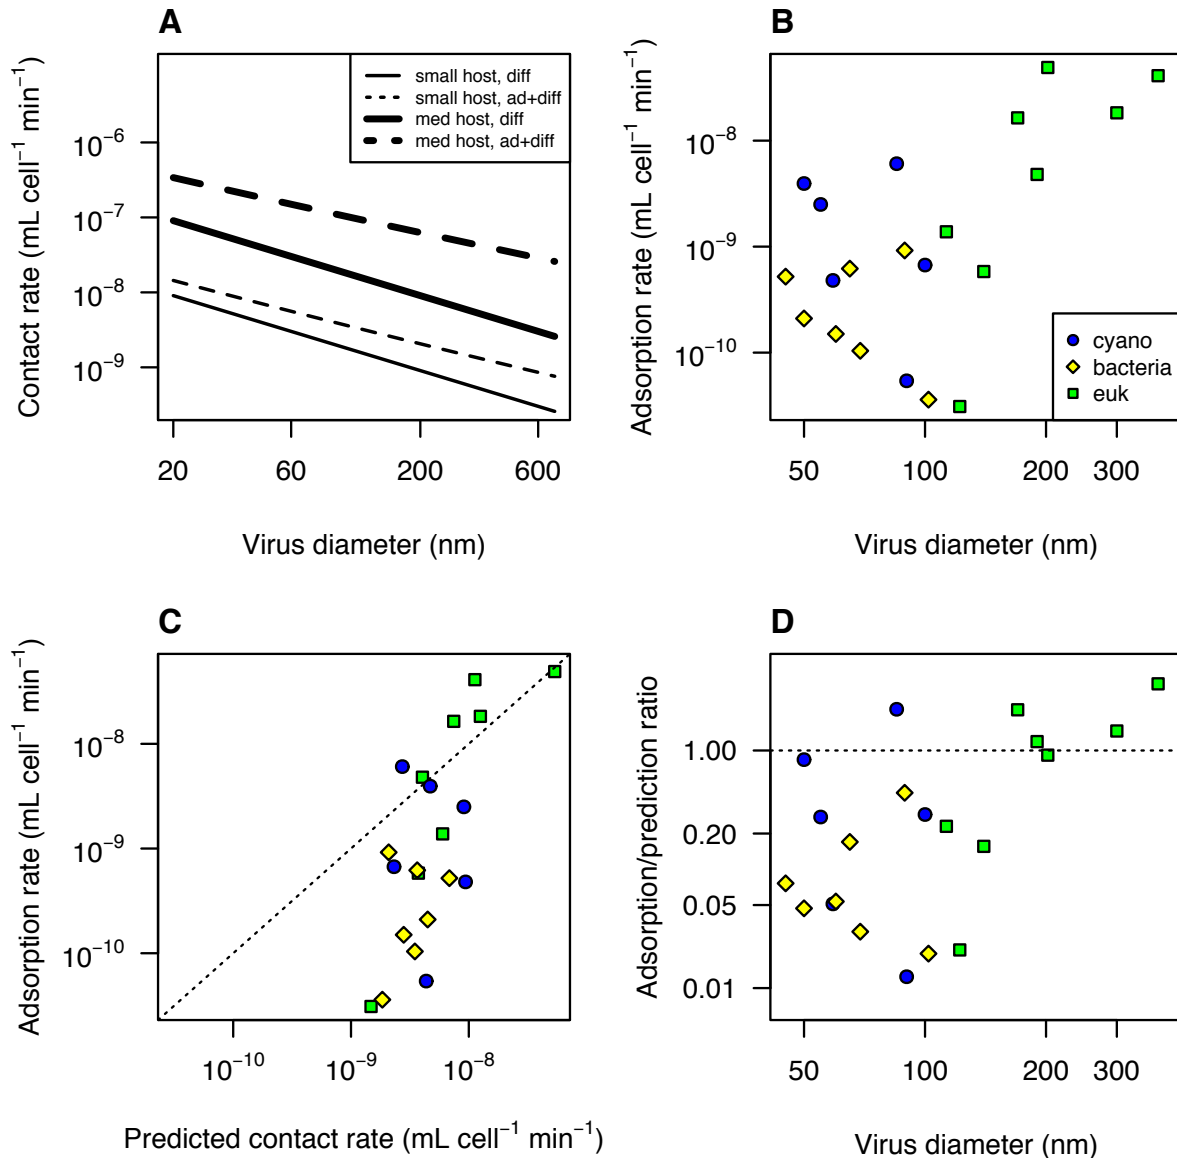 A
Contact rate (mL cell⁻¹ min⁻¹)
10⁻⁶
10⁻⁷
10⁻⁸
10⁻⁹
small host, diff
small host, ad+diff
med host, diff
med host, ad+diff
20 60 200 600
Virus diameter (nm)
B
Adsorption rate (mL cell⁻¹ min⁻¹)
10⁻⁸
10⁻⁹
10⁻¹⁰
cyano
bacteria
euk
50 100 200 300
Virus diameter (nm)
C
Adsorption rate (mL cell⁻¹ min⁻¹)
10⁻⁸
10⁻⁹
10⁻¹⁰
10⁻¹⁰ 10⁻⁹ 10⁻⁸
Predicted contact rate (mL cell⁻¹ min⁻¹)
D
Adsorption/prediction ratio
1.00
0.20
0.05
0.01
50 100 200 300
Virus diameter (nm)